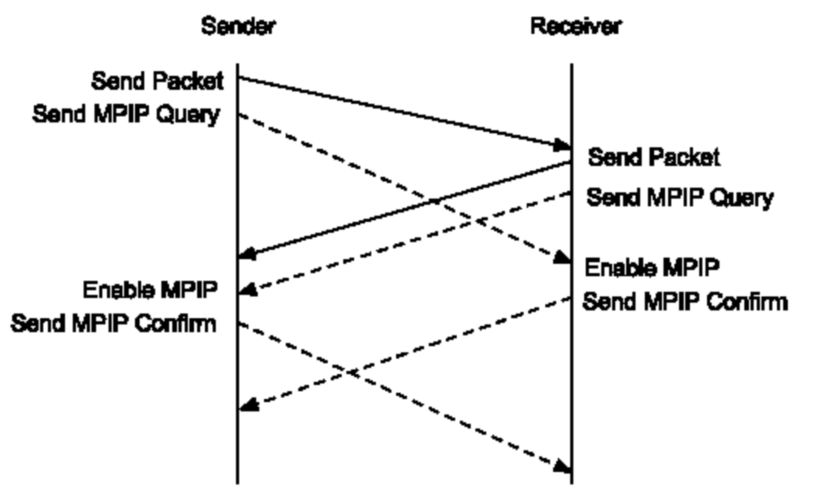 Sender
Receiver
Send Packet
Send MPIP Query
Send Packet
Send MPIP Query
Enable MPIP
Send MPIP Confirm
Enable MPIP
Send MPIP Confirm